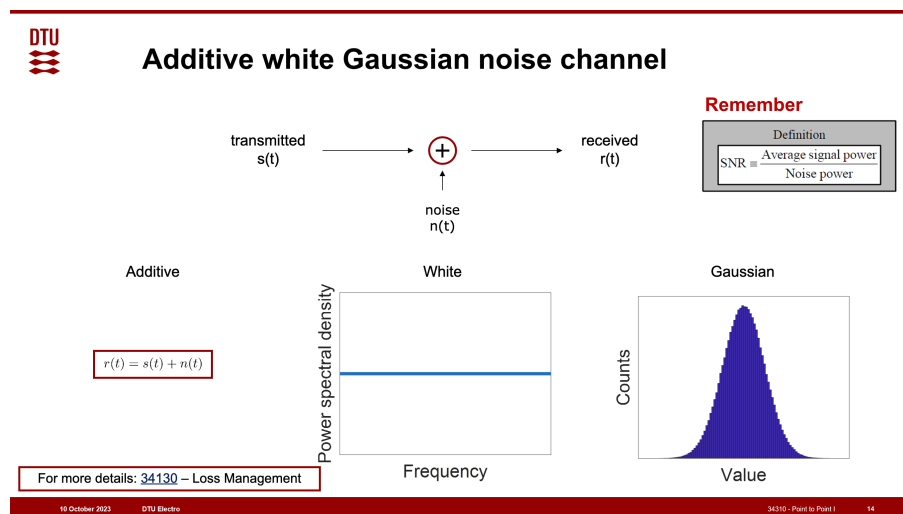 DTU
Additive white Gaussian noise channel
Remember
Definition
SNR ≡ Average signal power / Noise power
transmitted
s(t)
+
received
r(t)
noise
n(t)
Additive
White
Gaussian
r(t) = s(t) + n(t)
Power spectral density
Frequency
Counts
Value
For more details: 34130 – Loss Management
10 October 2023 DTU Electro 34310 - Point to Point I 14